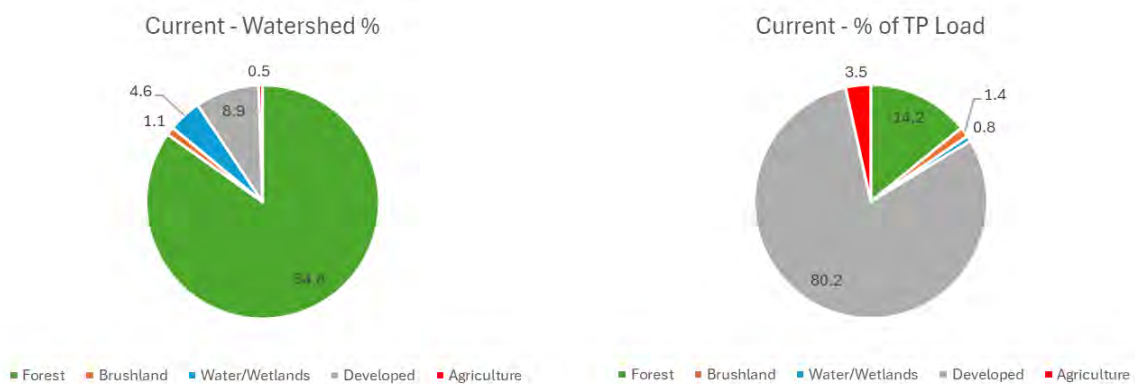 Current - Watershed %
0.5
4.6
8.9
1.1
84.8
Forest Brushland Water/Wetlands Developed Agriculture
Current - % of TP Load
3.5
1.4
14.2
0.8
80.2
Forest Brushland Water/Wetlands Developed Agriculture